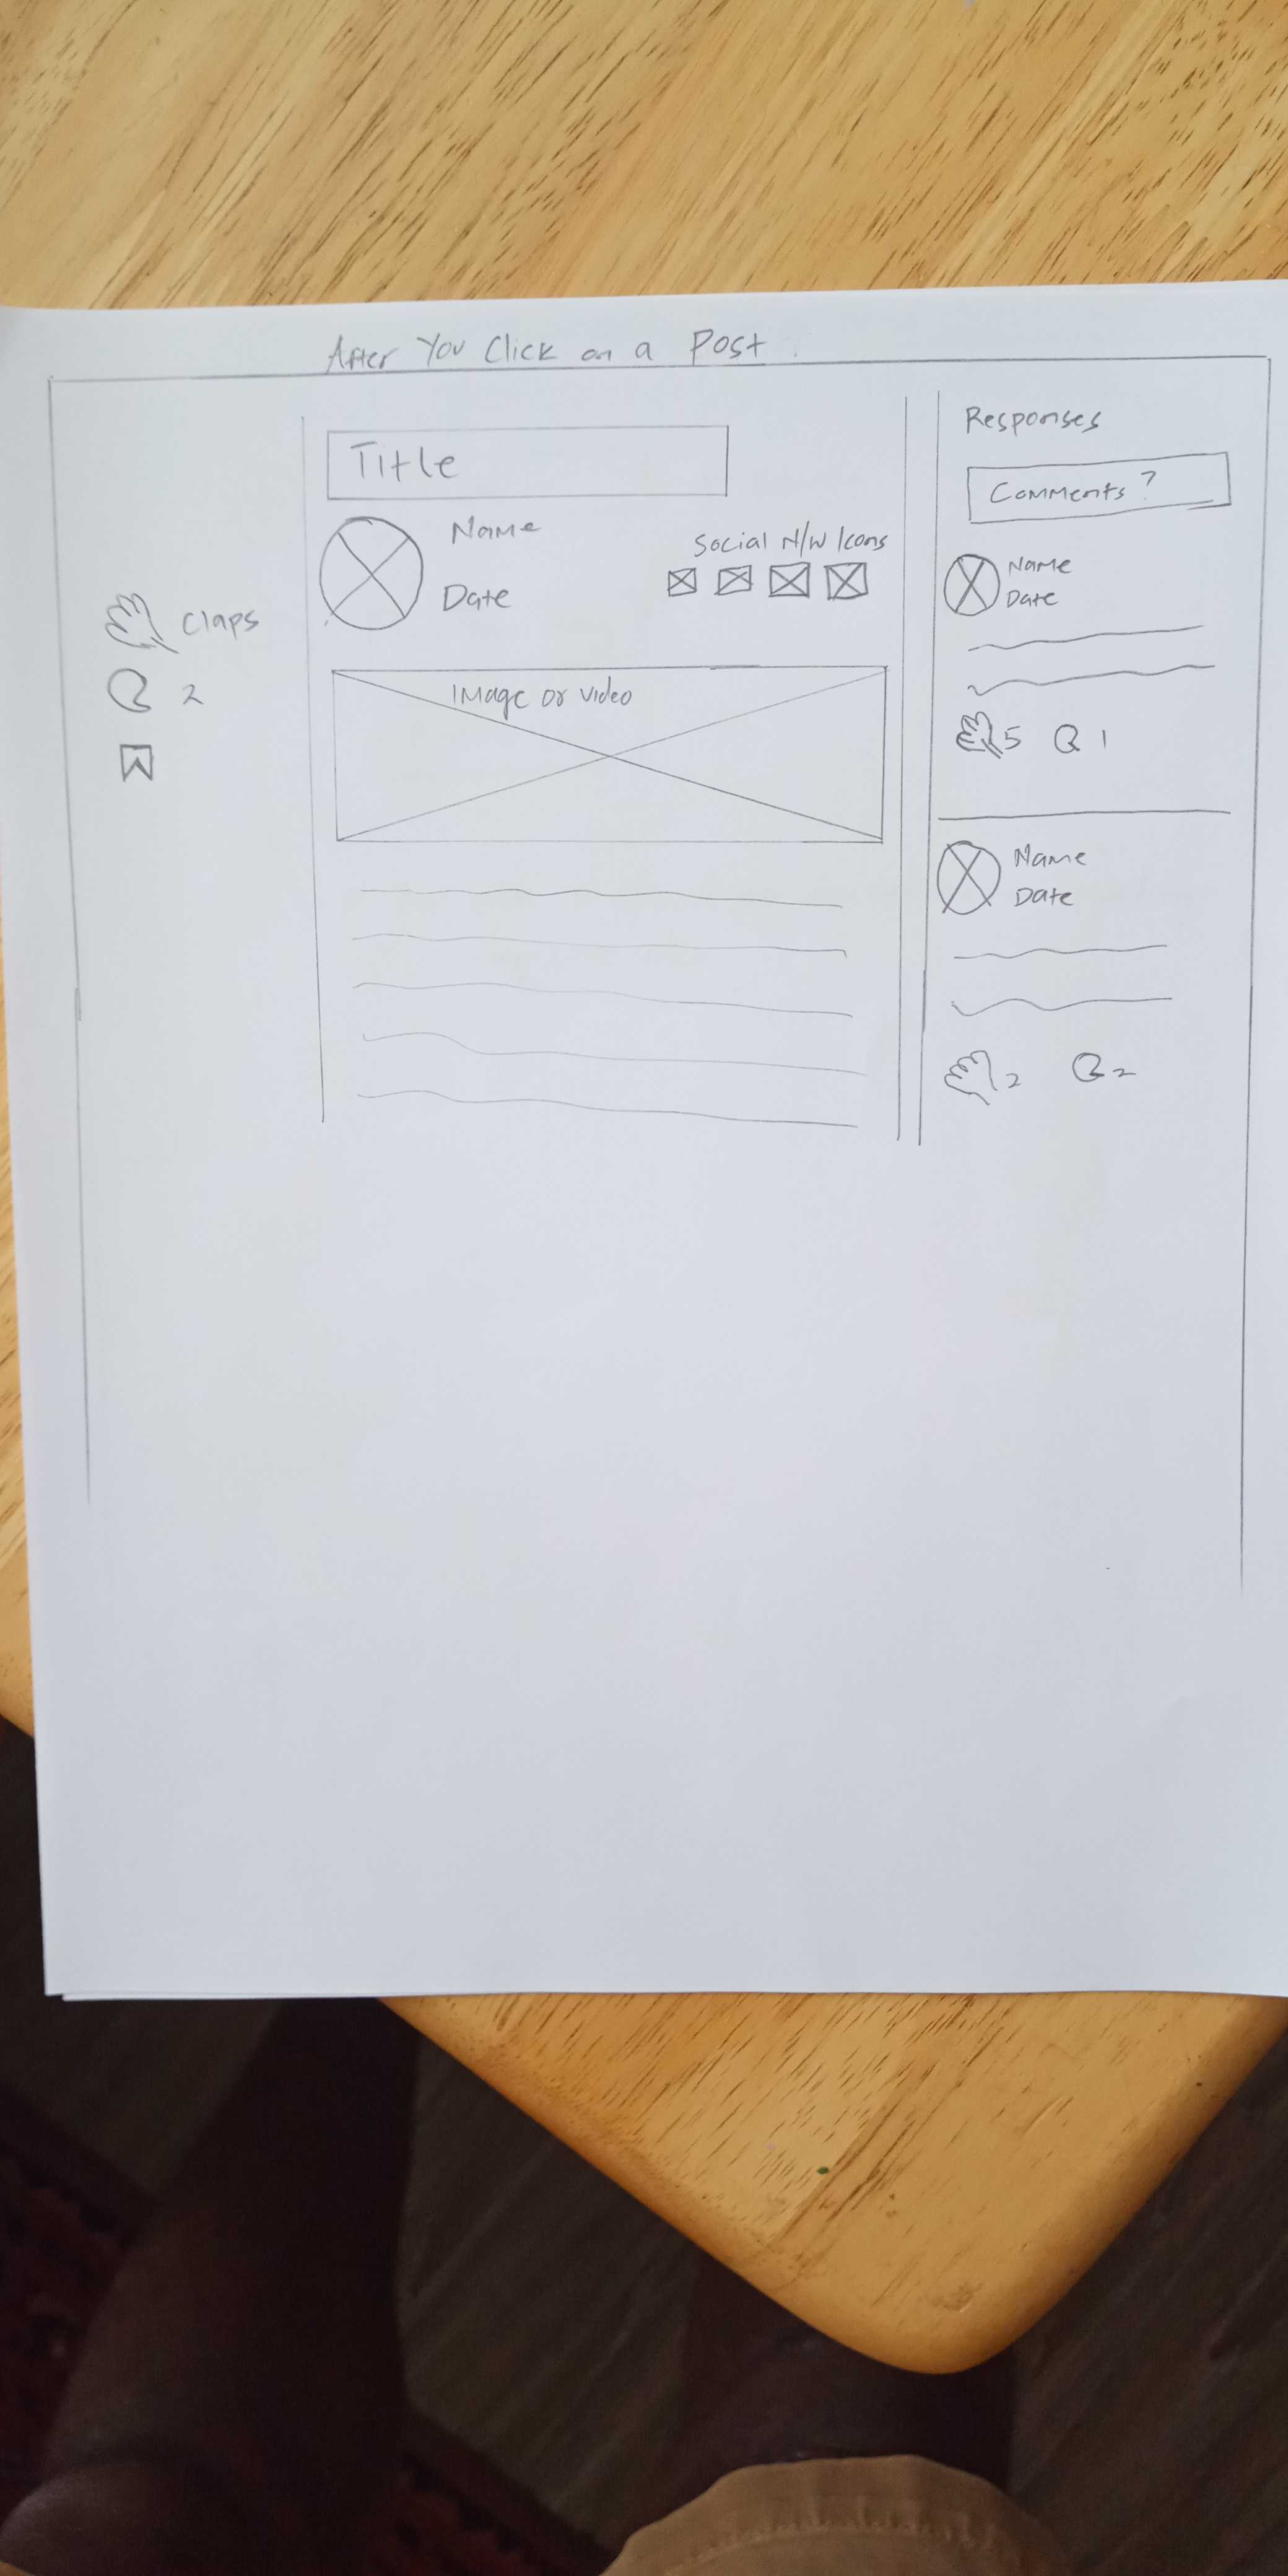 After You Click on a Post
Claps
2
Title
Name
Date
Social N/W Icons
Image or video
Responses
Comments?
Name
Date
5 1
Name
Date
2 2